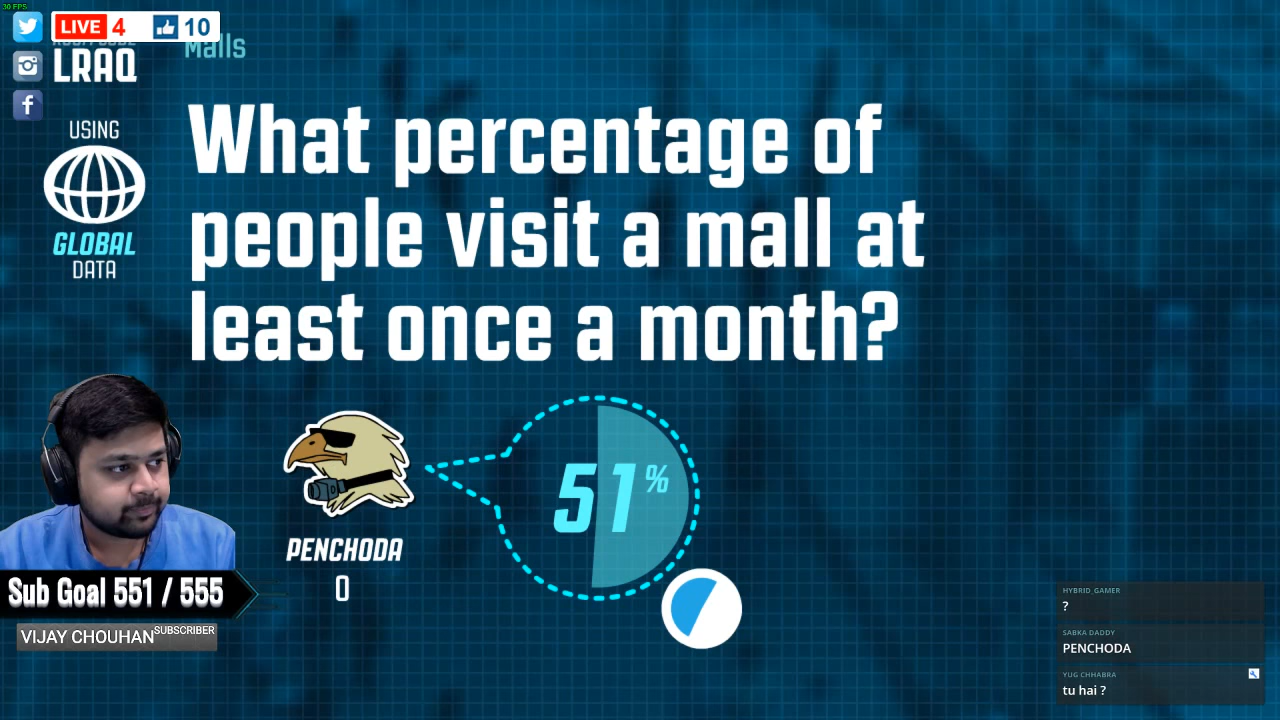 30 FPS
LIVE 4
10
Malls
LRAQ
USING
GLOBAL
DATA
What percentage of
people visit a mall at
least once a month?
51%
PENCHODA
0
Sub Goal 551 / 555
VIJAY CHOUHAN SUBSCRIBER
HYBRID_GAMER
?
SABKA DADDY
PENCHODA
YUG CHHABRA
tu hai ?